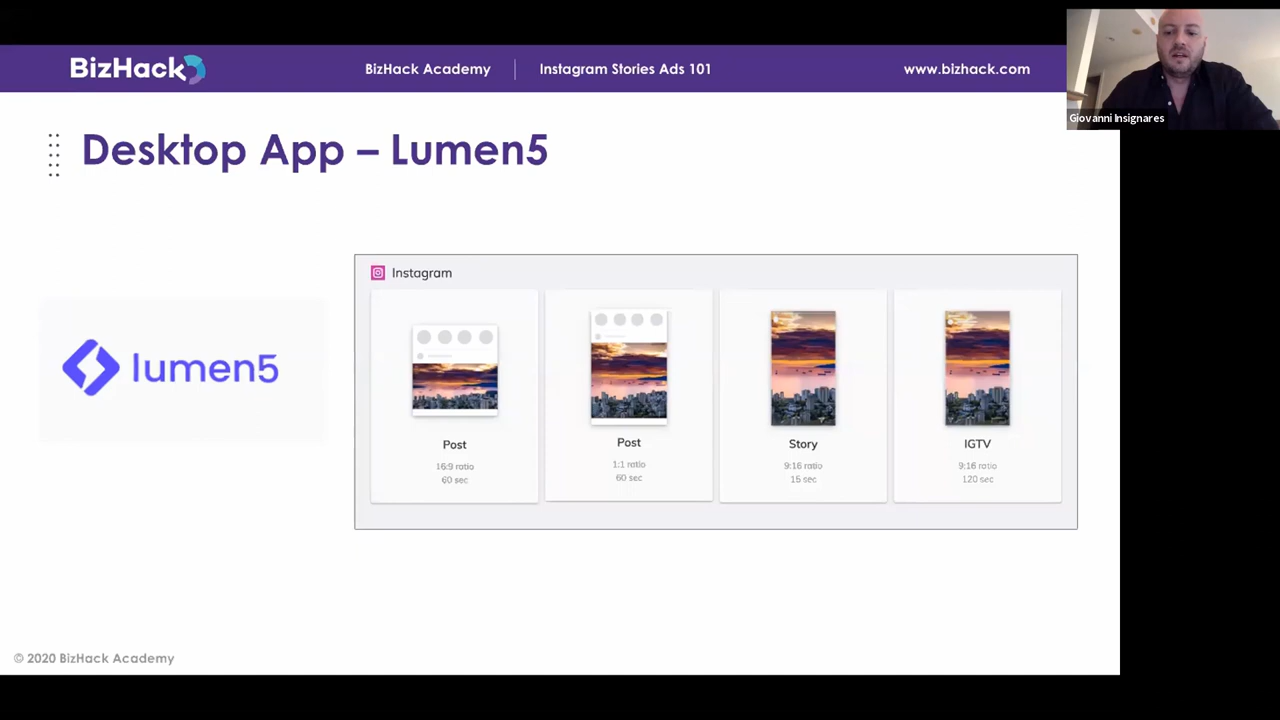 BizHack
BizHack Academy
Instagram Stories Ads 101
www.bizhack.com
Giovanni Insignares
Desktop App – Lumen5
lumen5
Instagram
Post
16:9 ratio
60 sec
Post
1:1 ratio
60 sec
Story
9:16 ratio
15 sec
IGTV
9:16 ratio
120 sec
© 2020 BizHack Academy